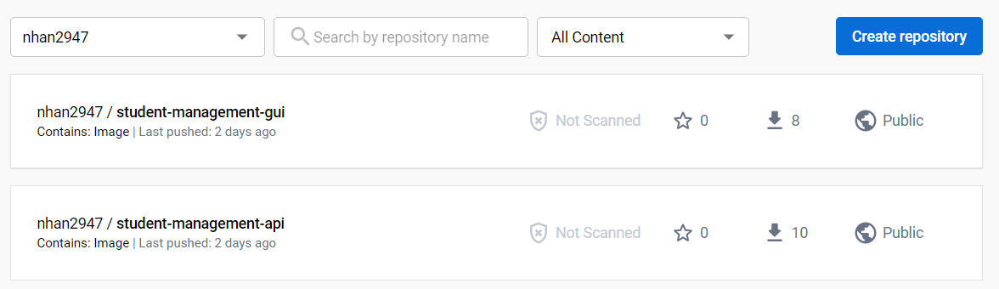 nhan2947 Search by repository name All Content Create repository
nhan2947 / student-management-gui
Contains: Image | Last pushed: 2 days ago
Not Scanned 0 8 Public
nhan2947 / student-management-api
Contains: Image | Last pushed: 2 days ago
Not Scanned 0 10 Public